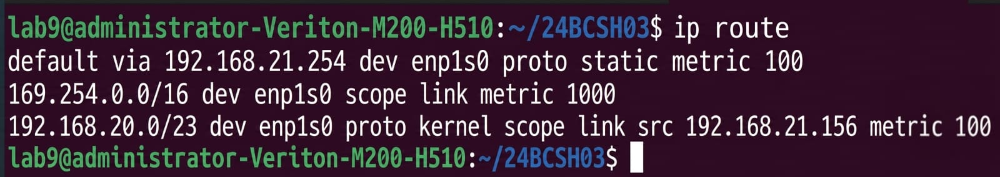 lab9@administrator-Veriton-M200-H510:~/24BCSH03$ ip route
default via 192.168.21.254 dev enp1s0 proto static metric 100
169.254.0.0/16 dev enp1s0 scope link metric 1000
192.168.20.0/23 dev enp1s0 proto kernel scope link src 192.168.21.156 metric 100
lab9@administrator-Veriton-M200-H510:~/24BCSH03$